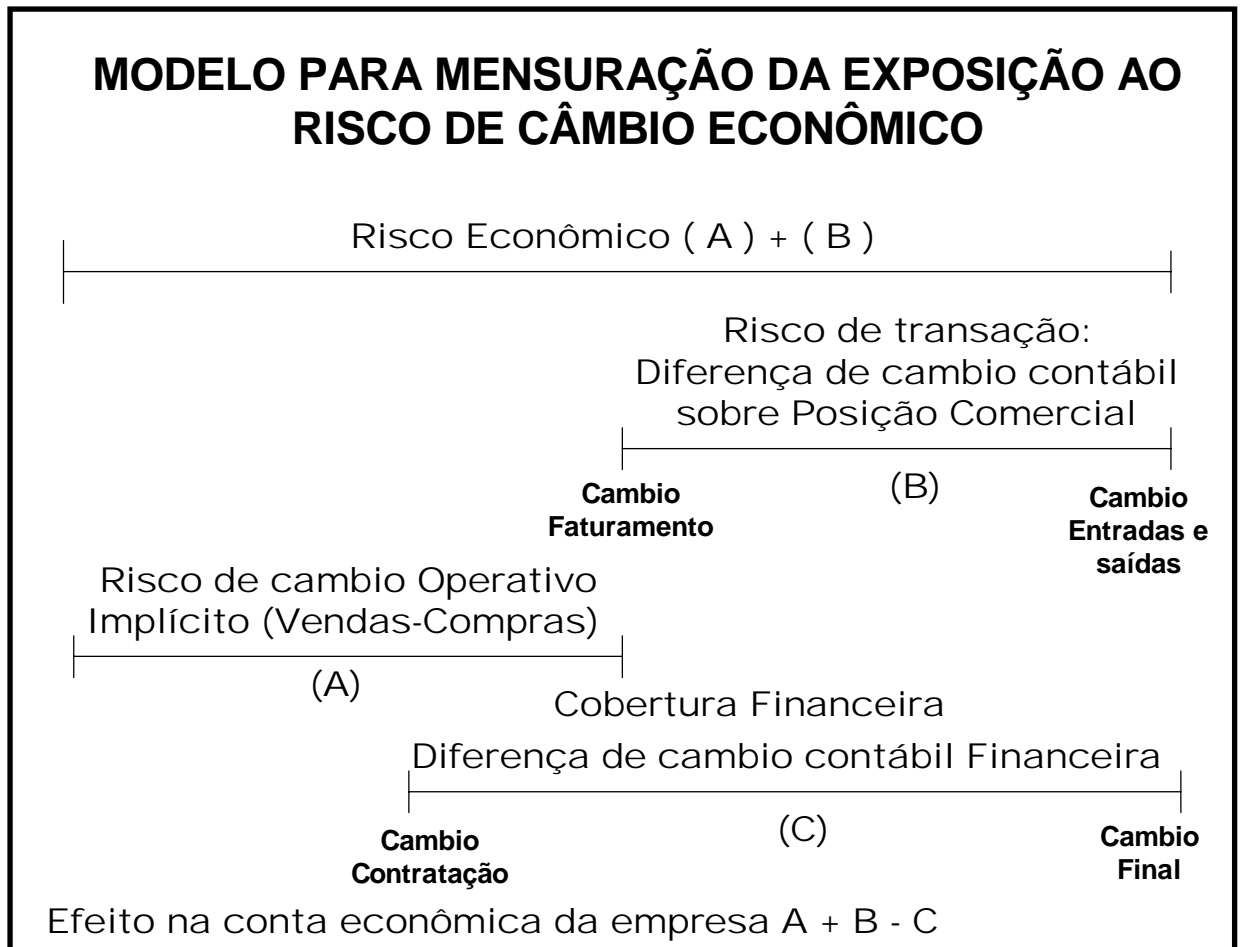 MODELO PARA MENSURAÇÃO DA EXPOSIÇÃO AO
RISCO DE CÂMBIO ECONÔMICO
Risco Econômico ( A ) + ( B )
Risco de transação:
Diferença de cambio contábil
sobre Posição Comercial
(B)
Cambio
Faturamento
Cambio
Entradas e
saídas
Risco de cambio Operativo
Implícito (Vendas-Compras)
(A)
Cobertura Financeira
Diferença de cambio contábil Financeira
(C)
Cambio
Contratação
Cambio
Final
Efeito na conta econômica da empresa A + B - C